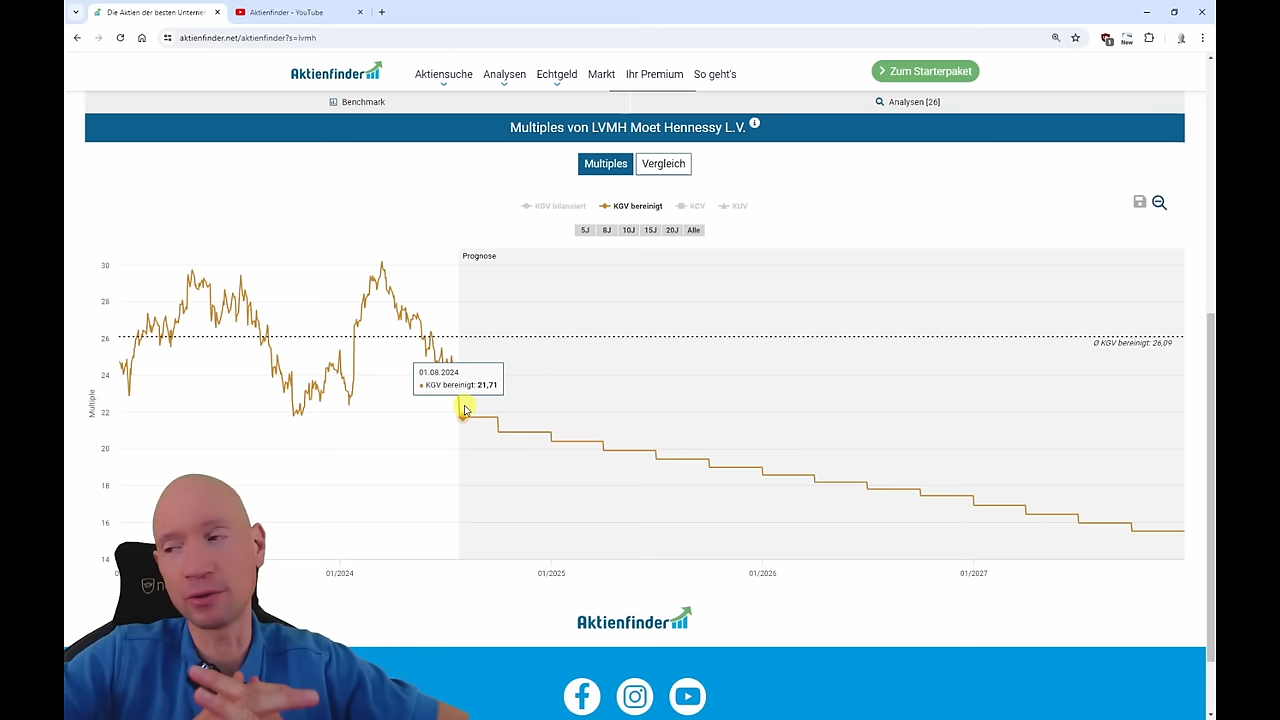 Die Aktien der besten Unterne
Aktienfinder - YouTube
aktienfinder.net/aktienfinder?s=lvmh
New
Aktienfinder
Aktiensuche
Analysen
Echtgeld
Markt
Ihr Premium
So geht's
Zum Starterpaket
Benchmark
Analysen [26]
Multiples von LVMH Moet Hennessy L.V.
Multiples
Vergleich
KGV bilanziert
KGV bereinigt
KCV
KUV
5J
8J
10J
15J
20J
Alle
Prognose
30
28
26
24
22
20
18
16
14
Multiple
Ø KGV bereinigt: 26,09
01.08.2024
KGV bereinigt: 21,71
01/2024
01/2025
01/2026
01/2027
Aktienfinder